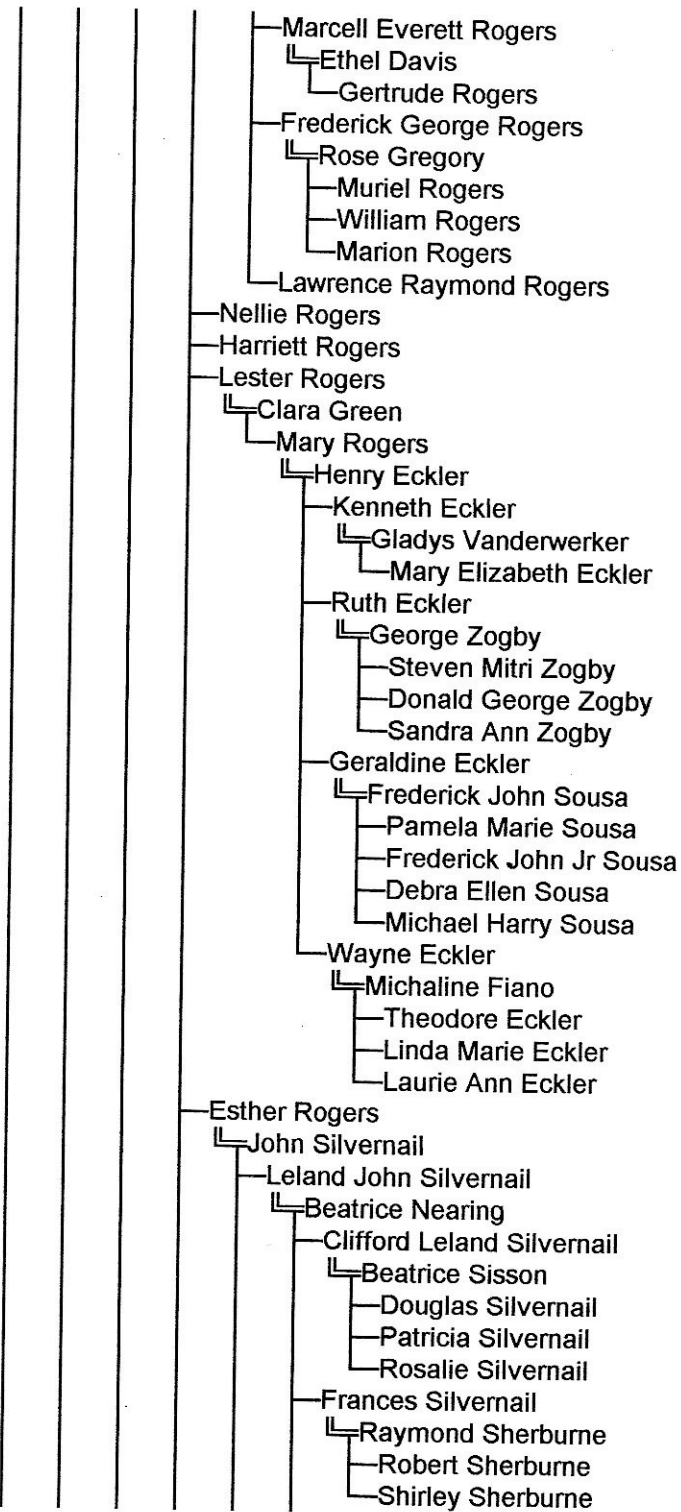 Marcell Everett Rogers
Ethel Davis
Gertrude Rogers
Frederick George Rogers
Rose Gregory
Muriel Rogers
William Rogers
Marion Rogers
Lawrence Raymond Rogers
Nellie Rogers
Harriett Rogers
Lester Rogers
Clara Green
Mary Rogers
Henry Eckler
Kenneth Eckler
Gladys Vanderwerker
Mary Elizabeth Eckler
Ruth Eckler
George Zogby
Steven Mitri Zogby
Donald George Zogby
Sandra Ann Zogby
Geraldine Eckler
Frederick John Sousa
Pamela Marie Sousa
Frederick John Jr Sousa
Debra Ellen Sousa
Michael Harry Sousa
Wayne Eckler
Michaline Fiano
Theodore Eckler
Linda Marie Eckler
Laurie Ann Eckler
Esther Rogers
John Silvernail
Leland John Silvernail
Beatrice Nearing
Clifford Leland Silvernail
Beatrice Sisson
Douglas Silvernail
Patricia Silvernail
Rosalie Silvernail
Frances Silvernail
Raymond Sherburne
Robert Sherburne
Shirley Sherburne